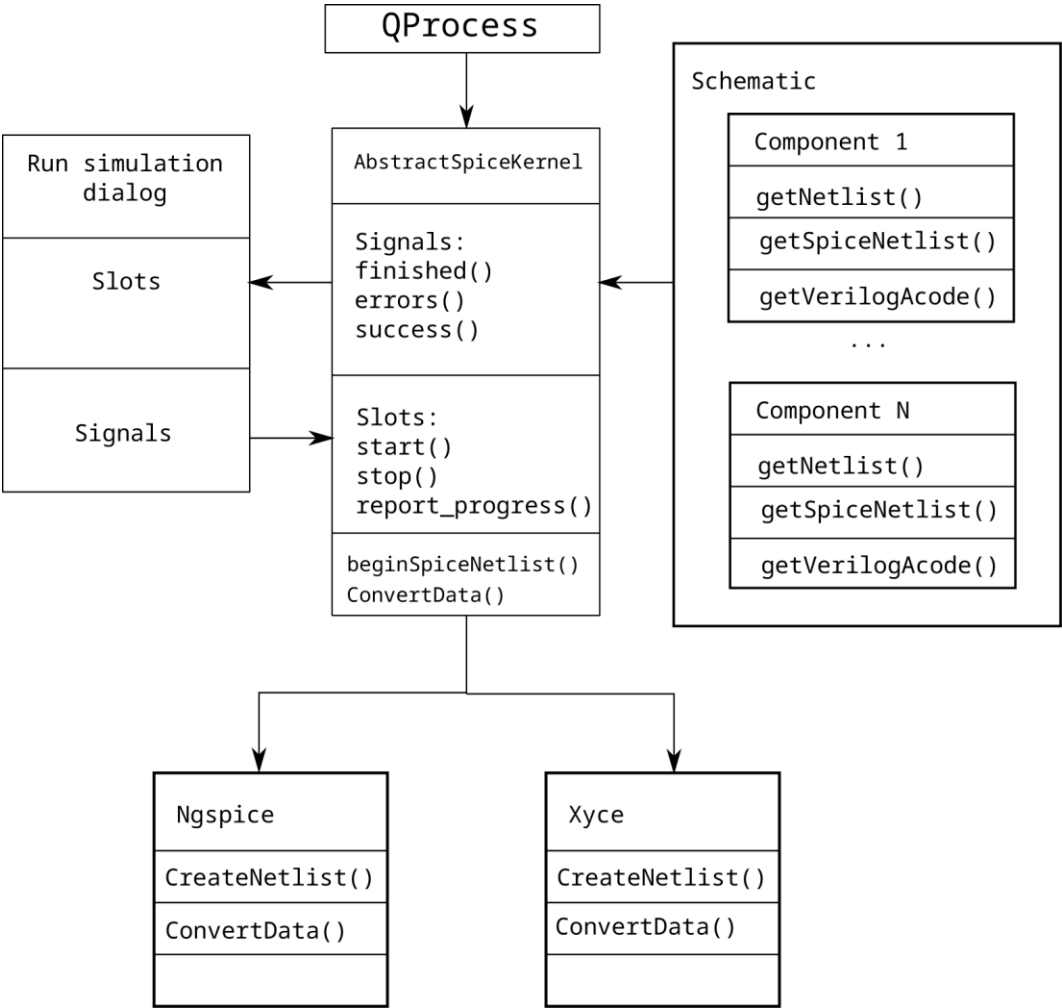 QProcess
Run simulation
dialog
Slots
Signals
AbstractSpiceKernel
Signals:
finished()
errors()
success()
Slots:
start()
stop()
report_progress()
beginSpiceNetlist()
ConvertData()
Schematic
Component 1
getNetlist()
getSpiceNetlist()
getVerilogAcode()
...
Component N
getNetlist()
getSpiceNetlist()
getVerilogAcode()
Ngspice
CreateNetlist()
ConvertData()
Xyce
CreateNetlist()
ConvertData()